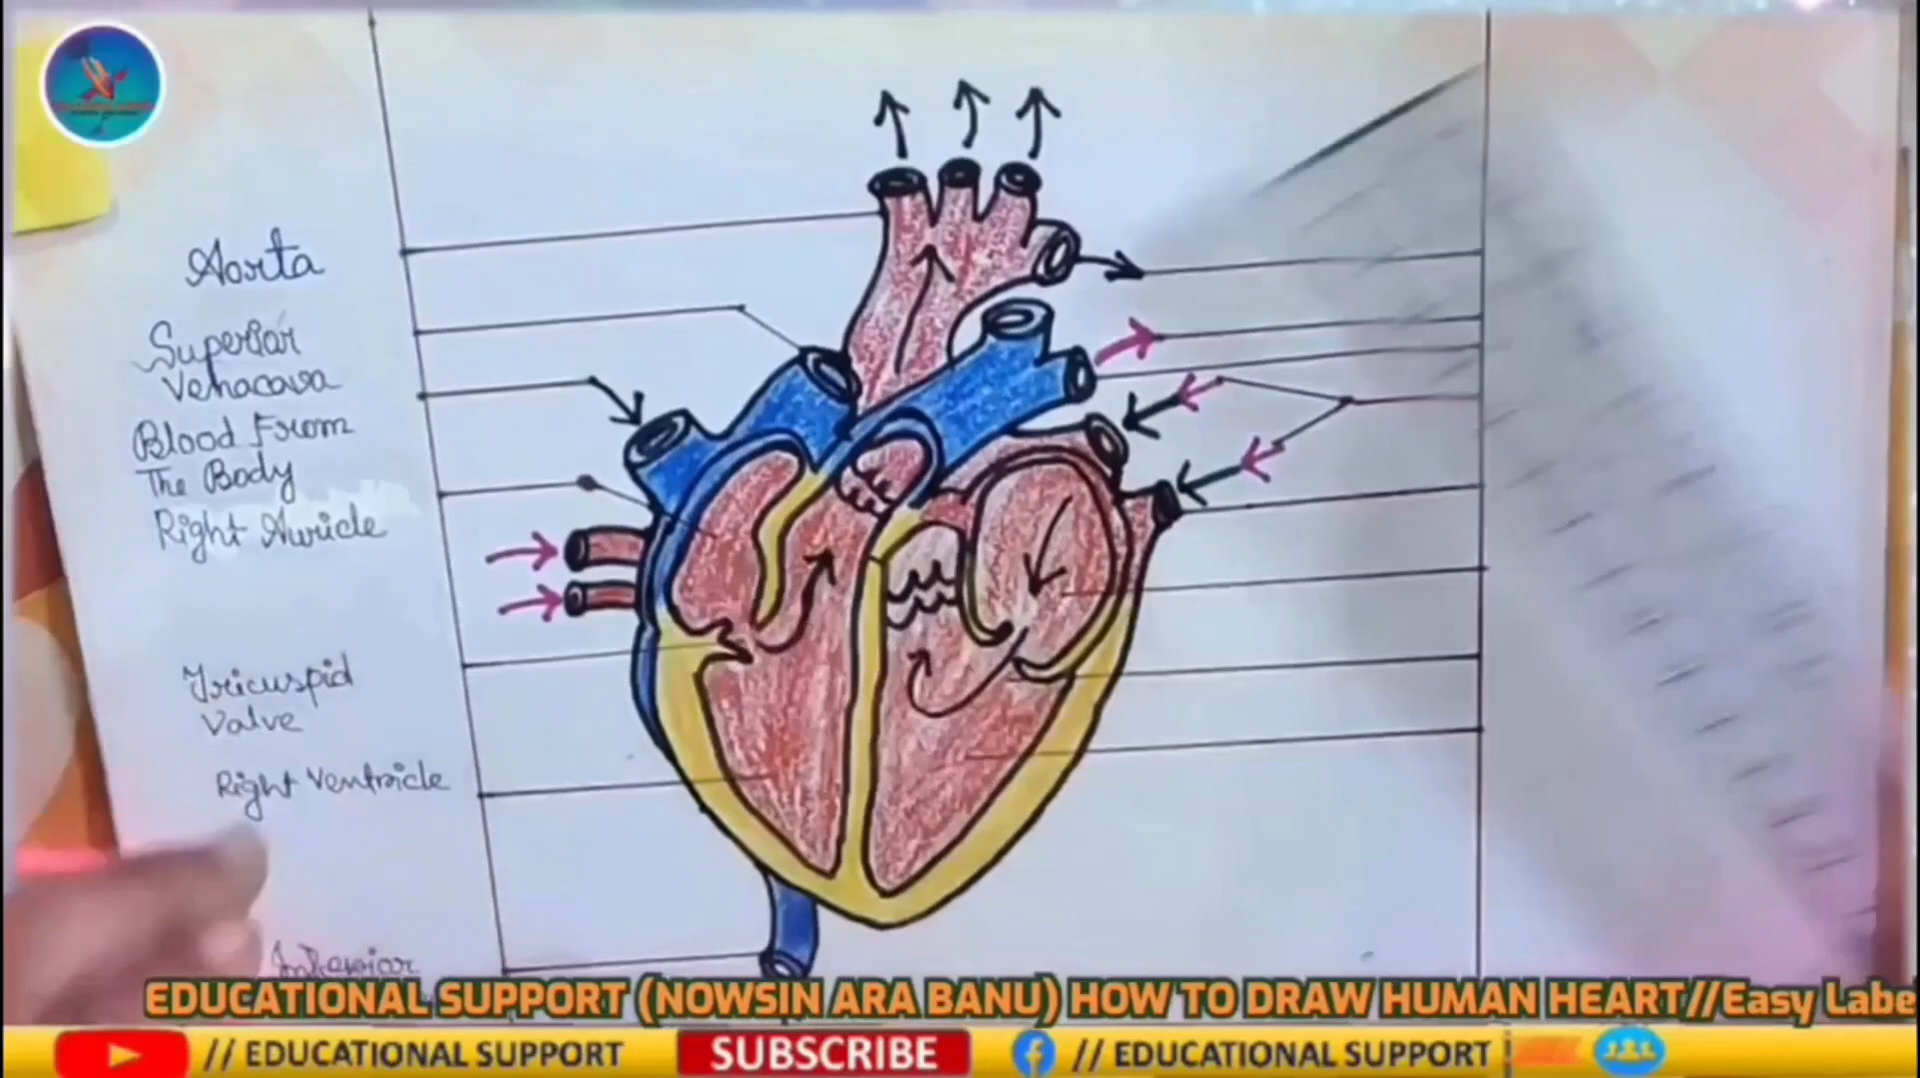 Aorta
Superior
Venacava
Blood From
The Body
Right Auricle
Tricuspid
Valve
Right Ventricle
EDUCATIONAL SUPPORT (NOWSIN ARA BANU) HOW TO DRAW HUMAN HEART//Easy Labe
// EDUCATIONAL SUPPORT
SUBSCRIBE
// EDUCATIONAL SUPPORT